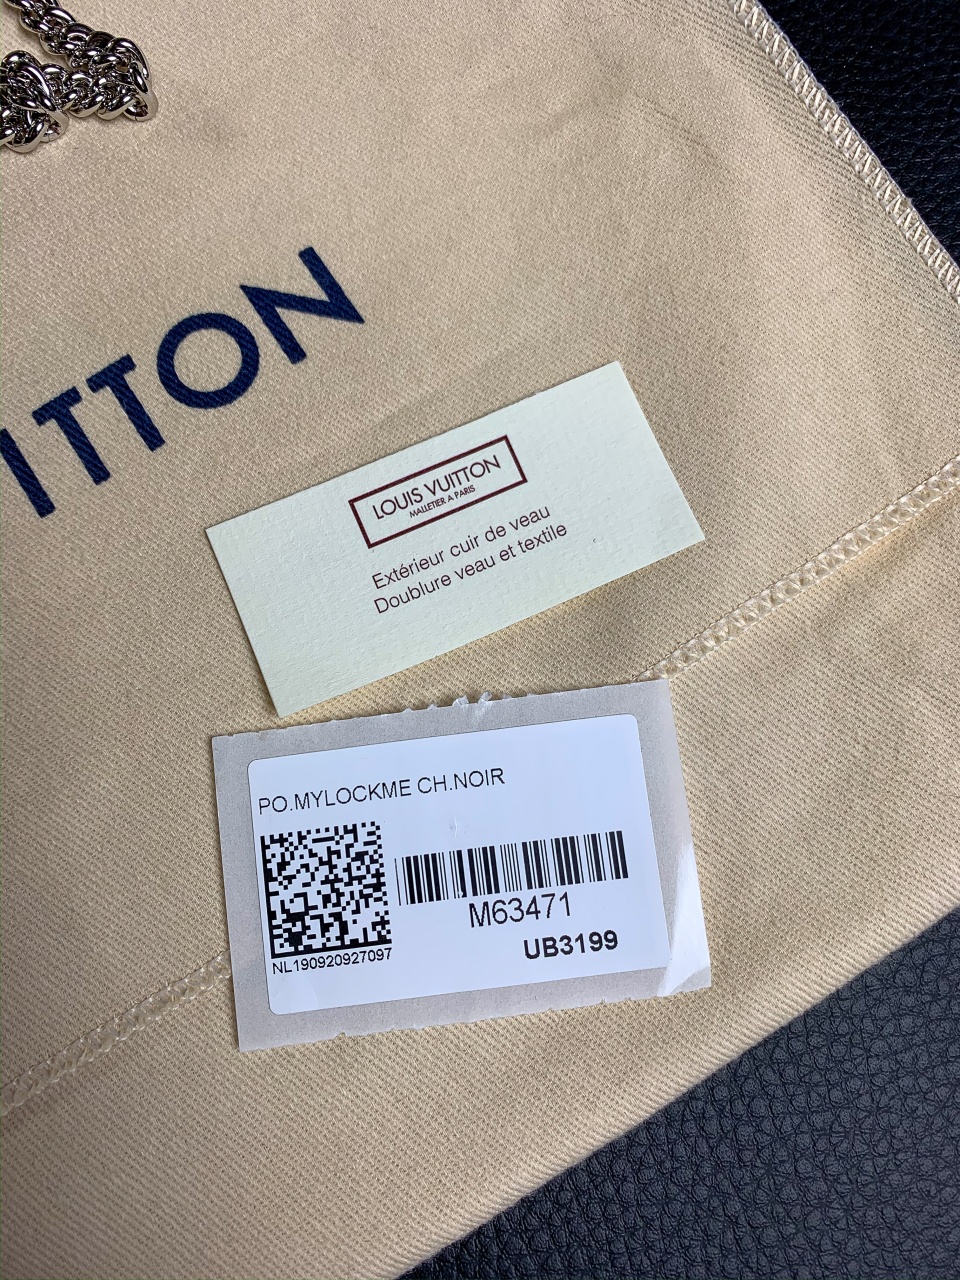 ITTON
LOUIS VUITTON
MALLETIER A PARIS
Extérieur cuir de veau
Doublure veau et textile
PO.MYLOCKME CH.NOIR
M63471
UB3199
NL190920927097